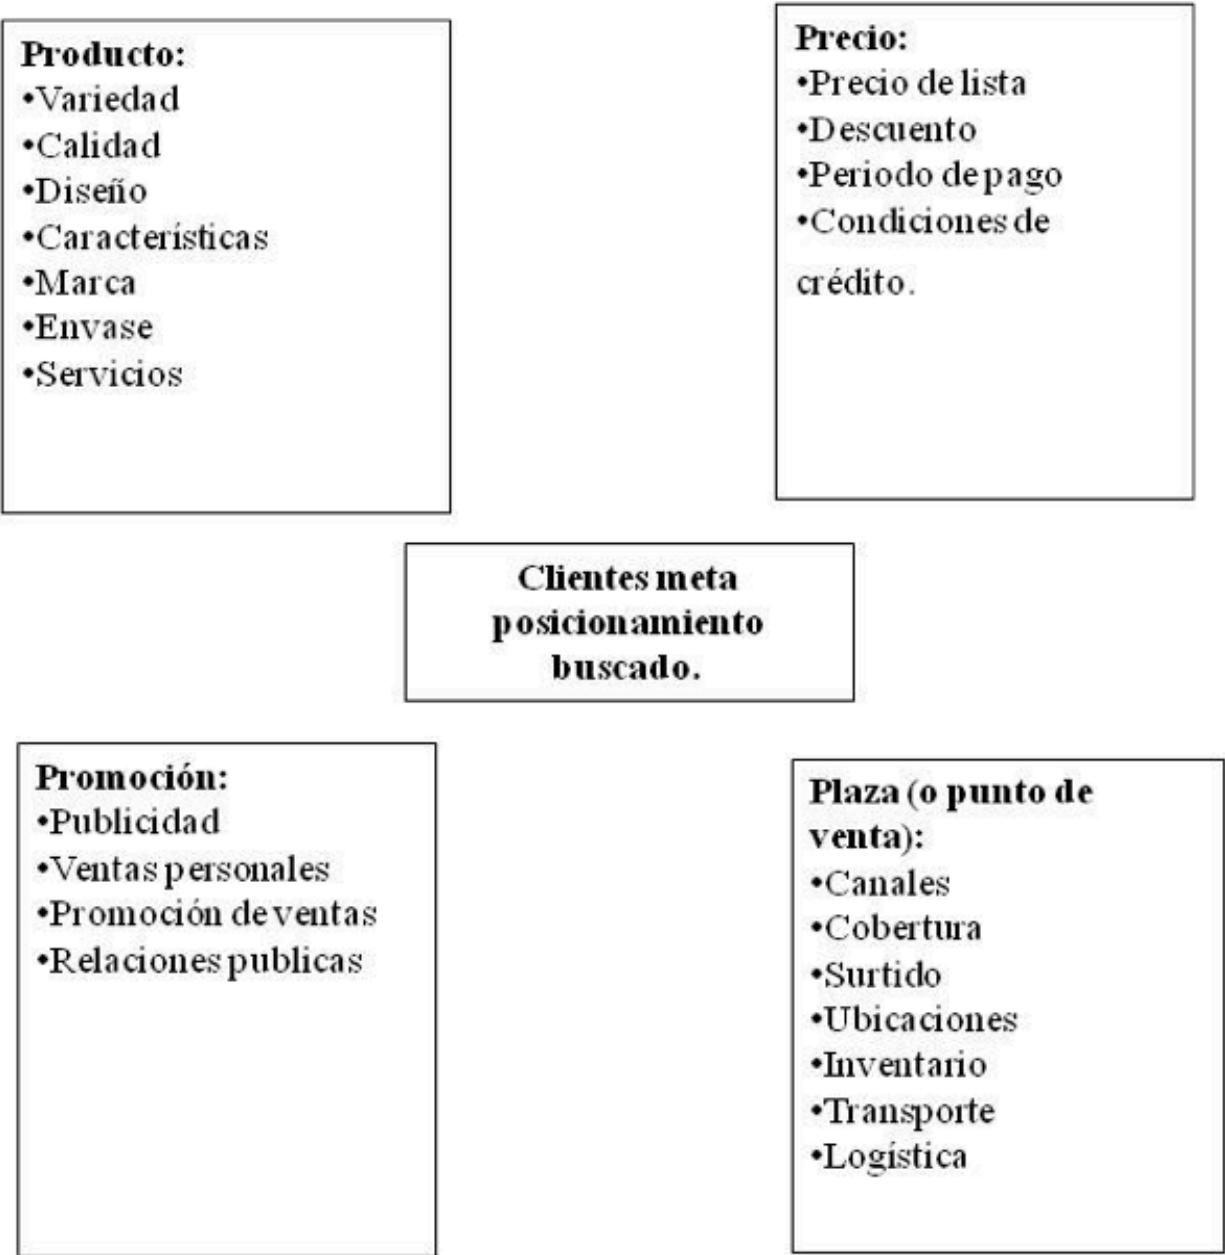 Producto:
•Variedad
•Calidad
•Diseño
•Características
•Marca
•Envase
•Servicios
Precio:
•Precio de lista
•Descuento
•Periodo de pago
•Condiciones de
crédito.
Clientes meta
posicionamiento
buscado.
Promoción:
•Publicidad
•Ventas personales
•Promoción de ventas
•Relaciones publicas
Plaza (o punto de
venta):
•Canales
•Cobertura
•Surtido
•Ubicaciones
•Inventario
•Transporte
•Logística